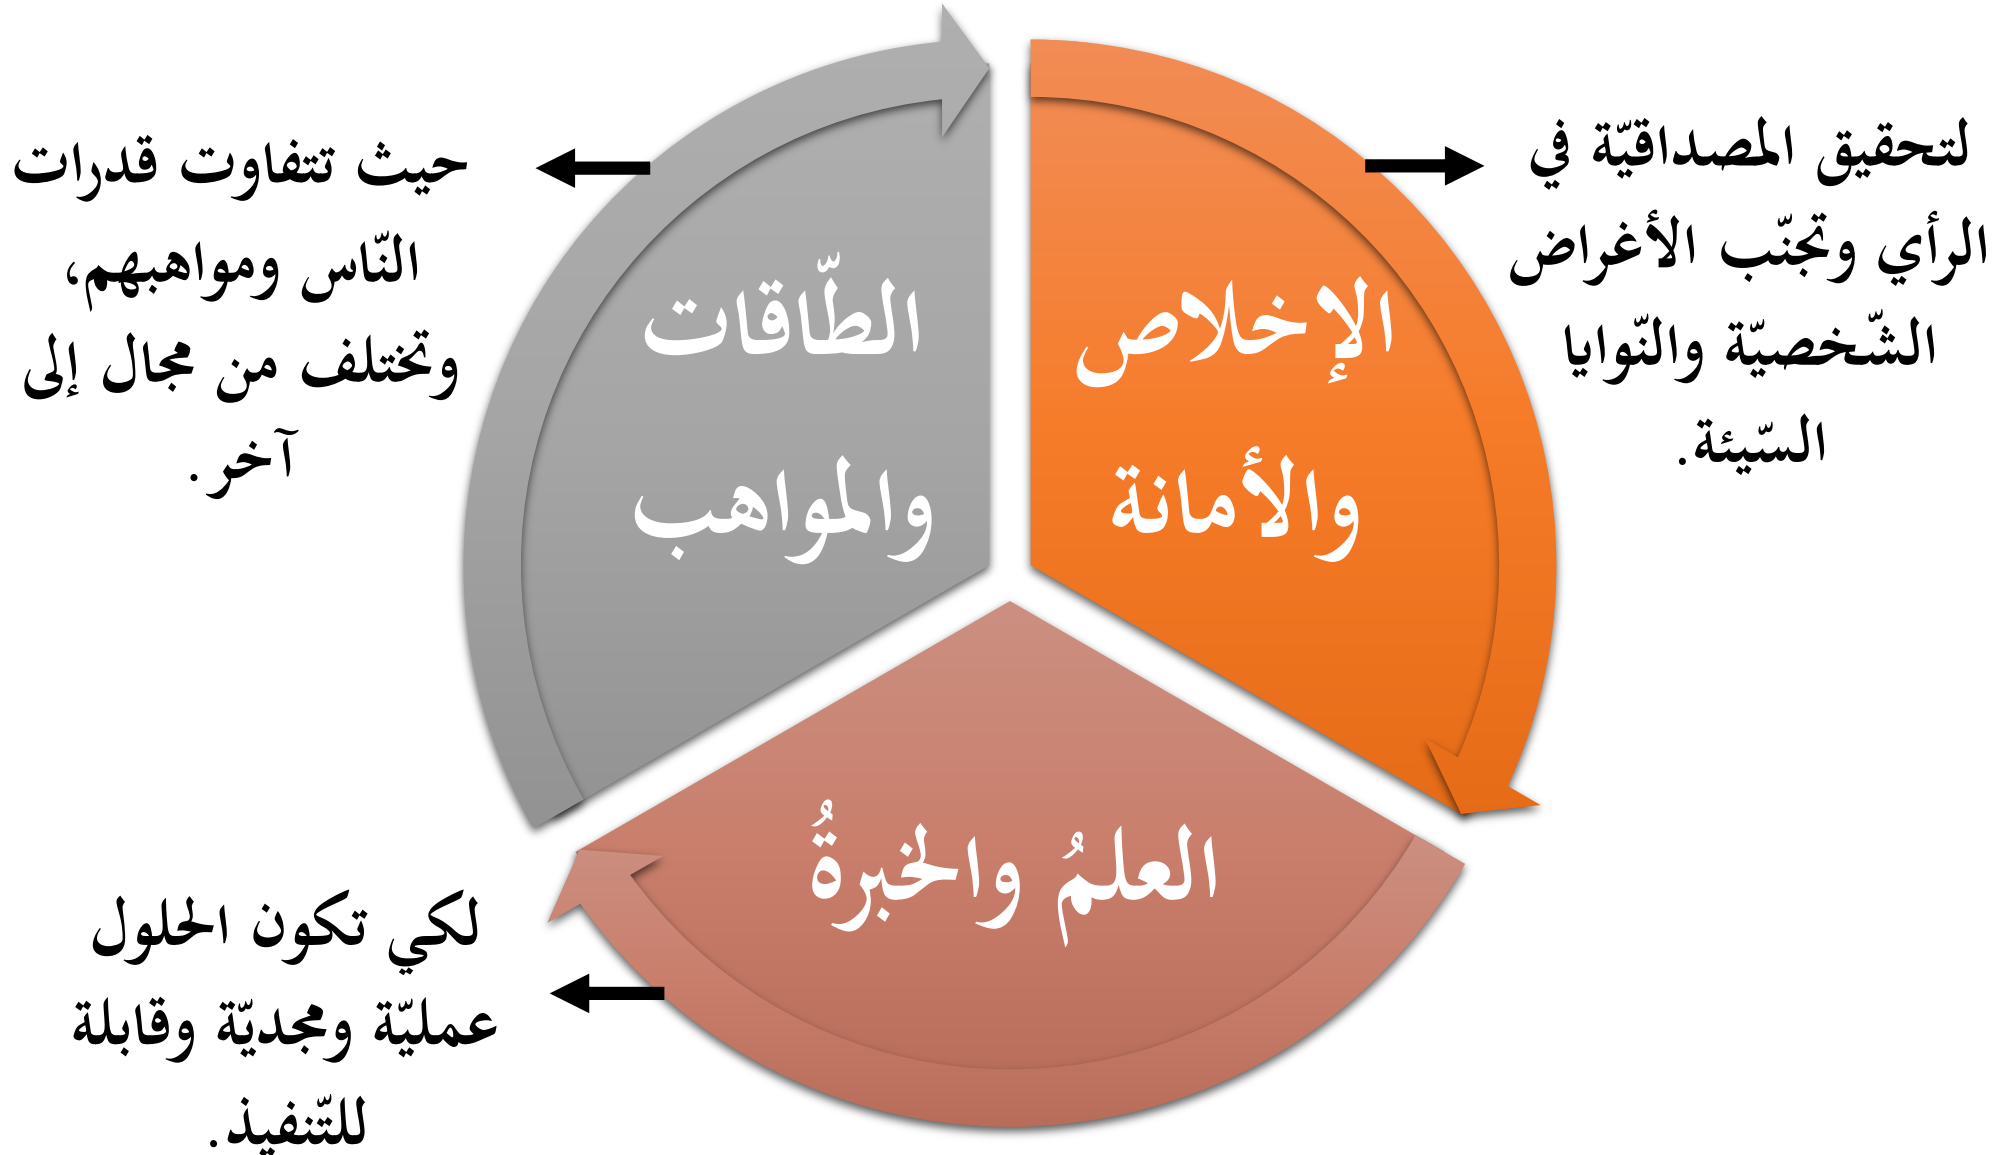 الإخلاص
والأمانة
لتحقيق المصداقيّة في
الرأي وتجنّب الأغراض
الشّخصيّة والنّوايا
السّيئة.
العلمُ والخبرةُ
لكي تكون الحلول
عمليّة ومجديّة وقابلة
للتّنفيذ.
الطّاقات
والمواهب
حيث تتفاوت قدرات
النّاس ومواهبهم،
وتختلف من مجال إلى
آخر.